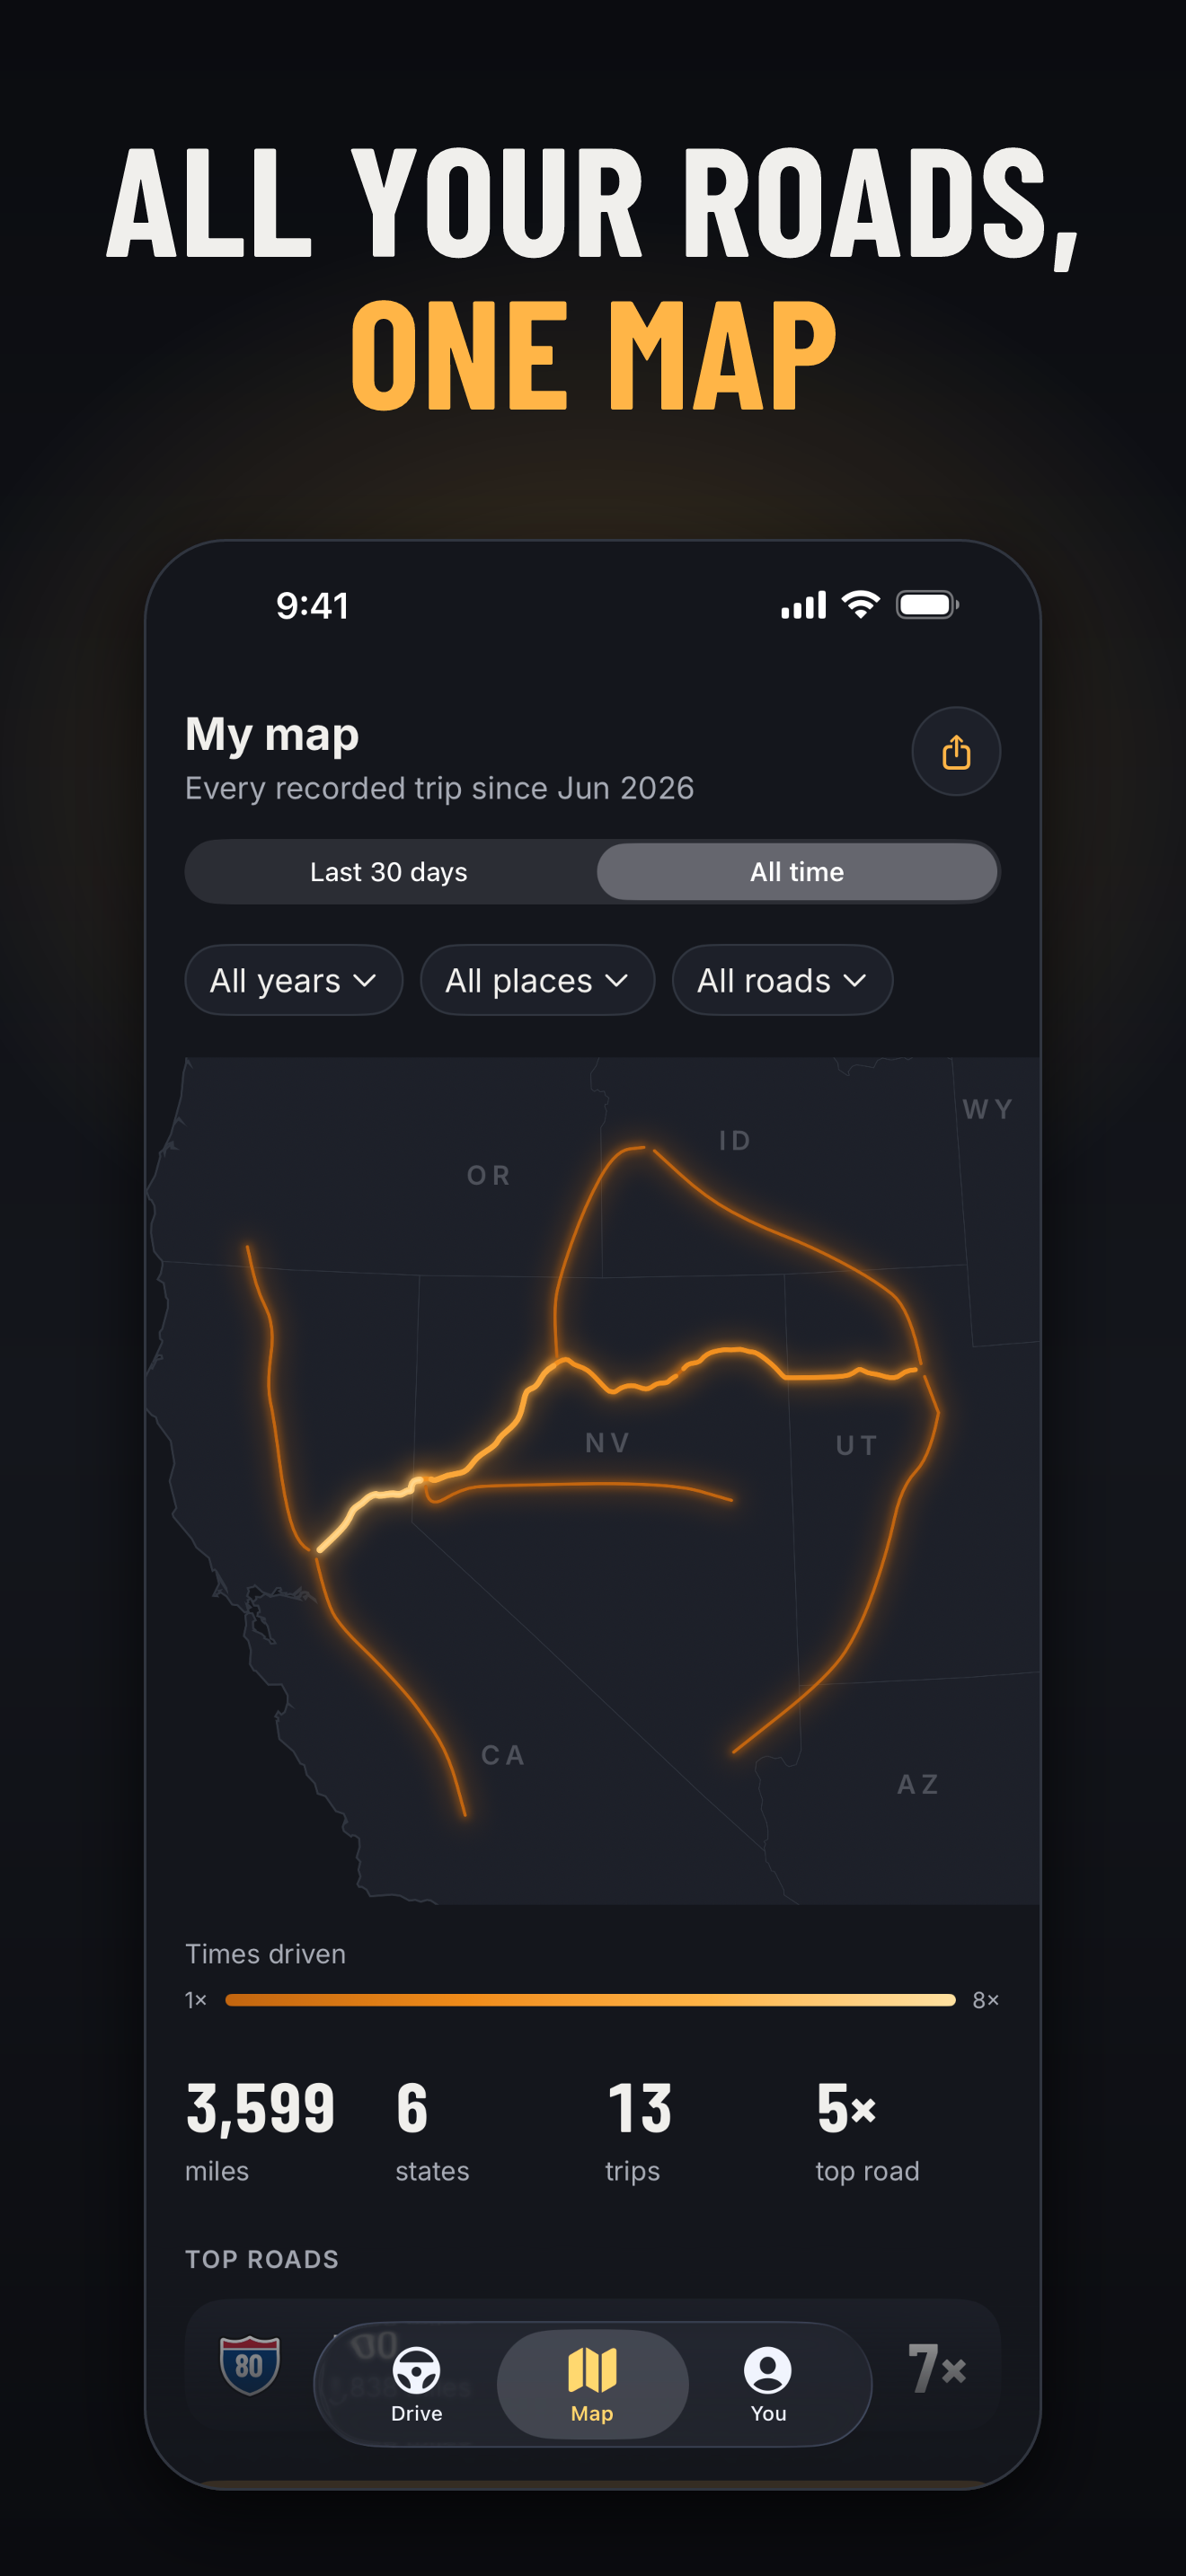 ALL YOUR ROADS,
ONE MAP
9:41
My map
Every recorded trip since Jun 2026
Last 30 days All time
All years All places All roads
WY
ID
OR
NV
UT
CA
AZ
Times driven
1× 8×
3,599 6 13 5×
miles states trips top road
TOP ROADS
80 7×
Drive Map You